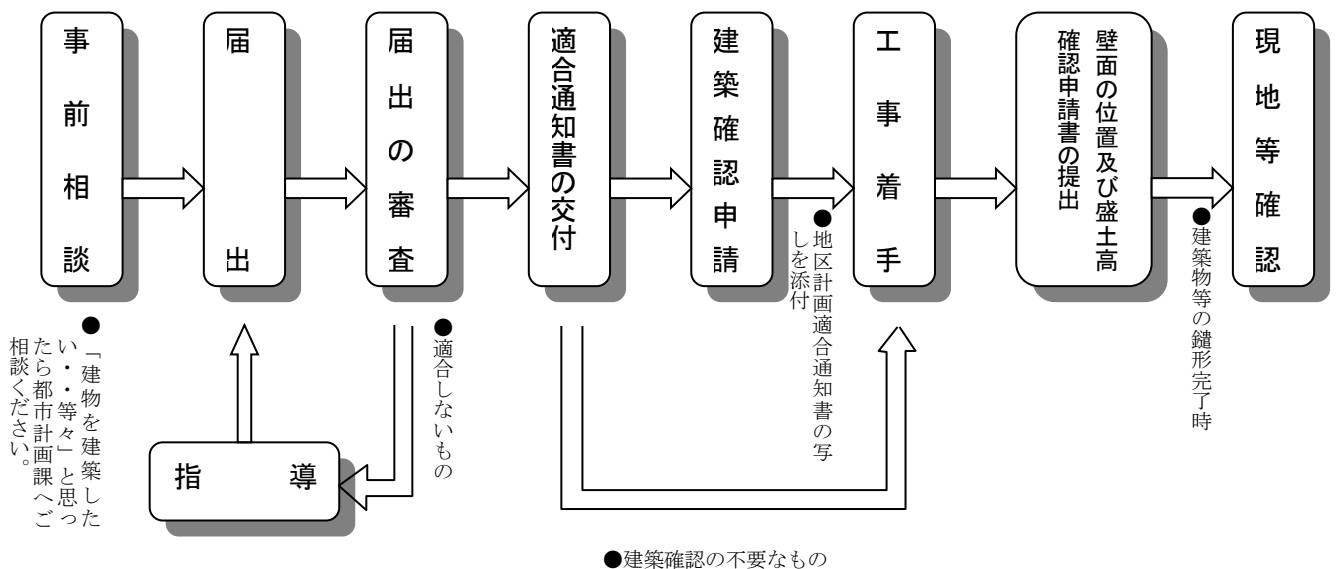 事前相談
届出
届出の審査
適合通知書の交付
建築確認申請
工事着手
壁面の位置及び盛土高
確認申請書の提出
現地等確認
●「建物を建築した
い・・等々」と思っ
たら都市計画課へご
相談ください。
指導
●適合しないもの
●地区計画適合通知書の写
しを添付
●建築物等の鑓形完了時
●建築確認の不要なもの